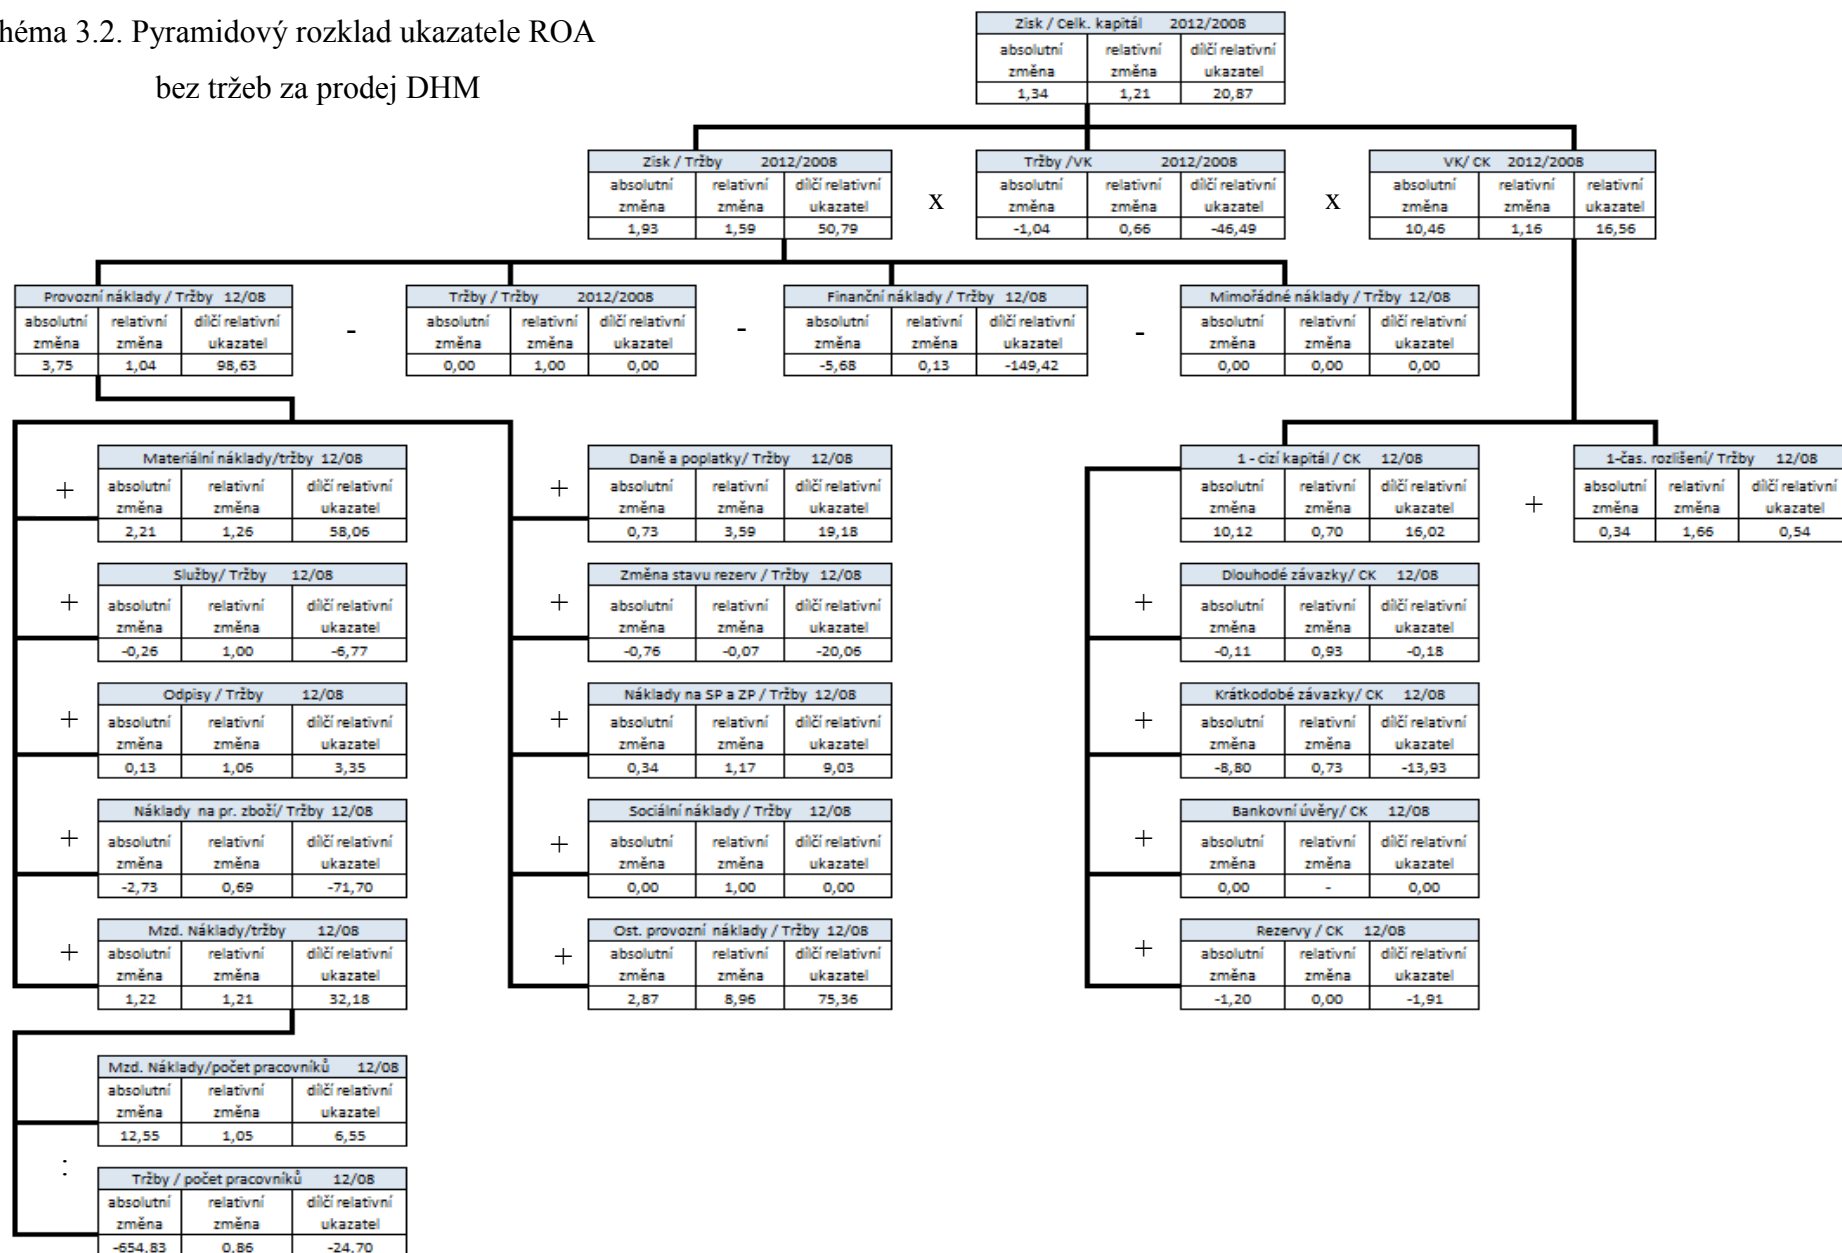 héma 3.2. Pyramidový rozklad ukazatele ROA
bez tržeb za prodej DHM
Zisk / Celk. kapitál 2012/2008
absolutní změna relativní změna dílčí relativní ukazatel
1,34 1,21 20,87
Zisk / Tržby 2012/2008
absolutní změna relativní změna dílčí relativní ukazatel
1,93 1,59 50,79
x
Tržby /VK 2012/2008
absolutní změna relativní změna dílčí relativní ukazatel
-1,04 0,66 -46,49
x
VK/ CK 2012/2008
absolutní změna relativní změna relativní ukazatel
10,46 1,16 16,56
Provozní náklady / Tržby 12/08
absolutní změna relativní změna dílčí relativní ukazatel
3,75 1,04 98,63
-
Tržby / Tržby 2012/2008
absolutní změna relativní změna dílčí relativní ukazatel
0,00 1,00 0,00
-
Finanční náklady / Tržby 12/08
absolutní změna relativní změna dílčí relativní ukazatel
-5,68 0,13 -149,42
-
Mimořádné náklady / Tržby 12/08
absolutní změna relativní změna dílčí relativní ukazatel
0,00 0,00 0,00
+
Materiální náklady/tržby 12/08
absolutní změna relativní změna dílčí relativní ukazatel
2,21 1,26 58,06
+
Služby/ Tržby 12/08
absolutní změna relativní změna dílčí relativní ukazatel
-0,26 1,00 -6,77
+
Odpisy / Tržby 12/08
absolutní změna relativní změna dílčí relativní ukazatel
0,13 1,06 3,35
+
Náklady na pr. zboží/ Tržby 12/08
absolutní změna relativní změna dílčí relativní ukazatel
-2,73 0,69 -71,70
+
Mzd. Náklady/tržby 12/08
absolutní změna relativní změna dílčí relativní ukazatel
1,22 1,21 32,18
Mzd. Náklady/počet pracovníků 12/08
absolutní změna relativní změna dílčí relativní ukazatel
12,55 1,05 6,55
:
Tržby / počet pracovníků 12/08
absolutní změna relativní změna dílčí relativní ukazatel
-654,83 0,86 -24,70
+
Daně a poplatky/ Tržby 12/08
absolutní změna relativní změna dílčí relativní ukazatel
0,73 3,59 19,18
+
Změna stavu rezerv / Tržby 12/08
absolutní změna relativní změna dílčí relativní ukazatel
-0,76 -0,07 -20,06
+
Náklady na SP a ZP / Tržby 12/08
absolutní změna relativní změna dílčí relativní ukazatel
0,34 1,17 9,03
+
Sociální náklady / Tržby 12/08
absolutní změna relativní změna dílčí relativní ukazatel
0,00 1,00 0,00
+
Ost. provozní náklady / Tržby 12/08
absolutní změna relativní změna dílčí relativní ukazatel
2,87 8,96 75,36
1 - cizí kapitál / CK 12/08
absolutní změna relativní změna dílčí relativní ukazatel
10,12 0,70 16,02
+
1-čas. rozlišení/ Tržby 12/08
absolutní změna relativní změna dílčí relativní ukazatel
0,34 1,66 0,54
+
Dlouhodé závazky/ CK 12/08
absolutní změna relativní změna dílčí relativní ukazatel
-0,11 0,93 -0,18
+
Krátkodobé závazky/ CK 12/08
absolutní změna relativní změna dílčí relativní ukazatel
-8,80 0,73 -13,93
+
Bankovní úvěry/ CK 12/08
absolutní změna relativní změna dílčí relativní ukazatel
0,00 - 0,00
+
Rezervy / CK 12/08
absolutní změna relativní změna dílčí relativní ukazatel
-1,20 0,00 -1,91